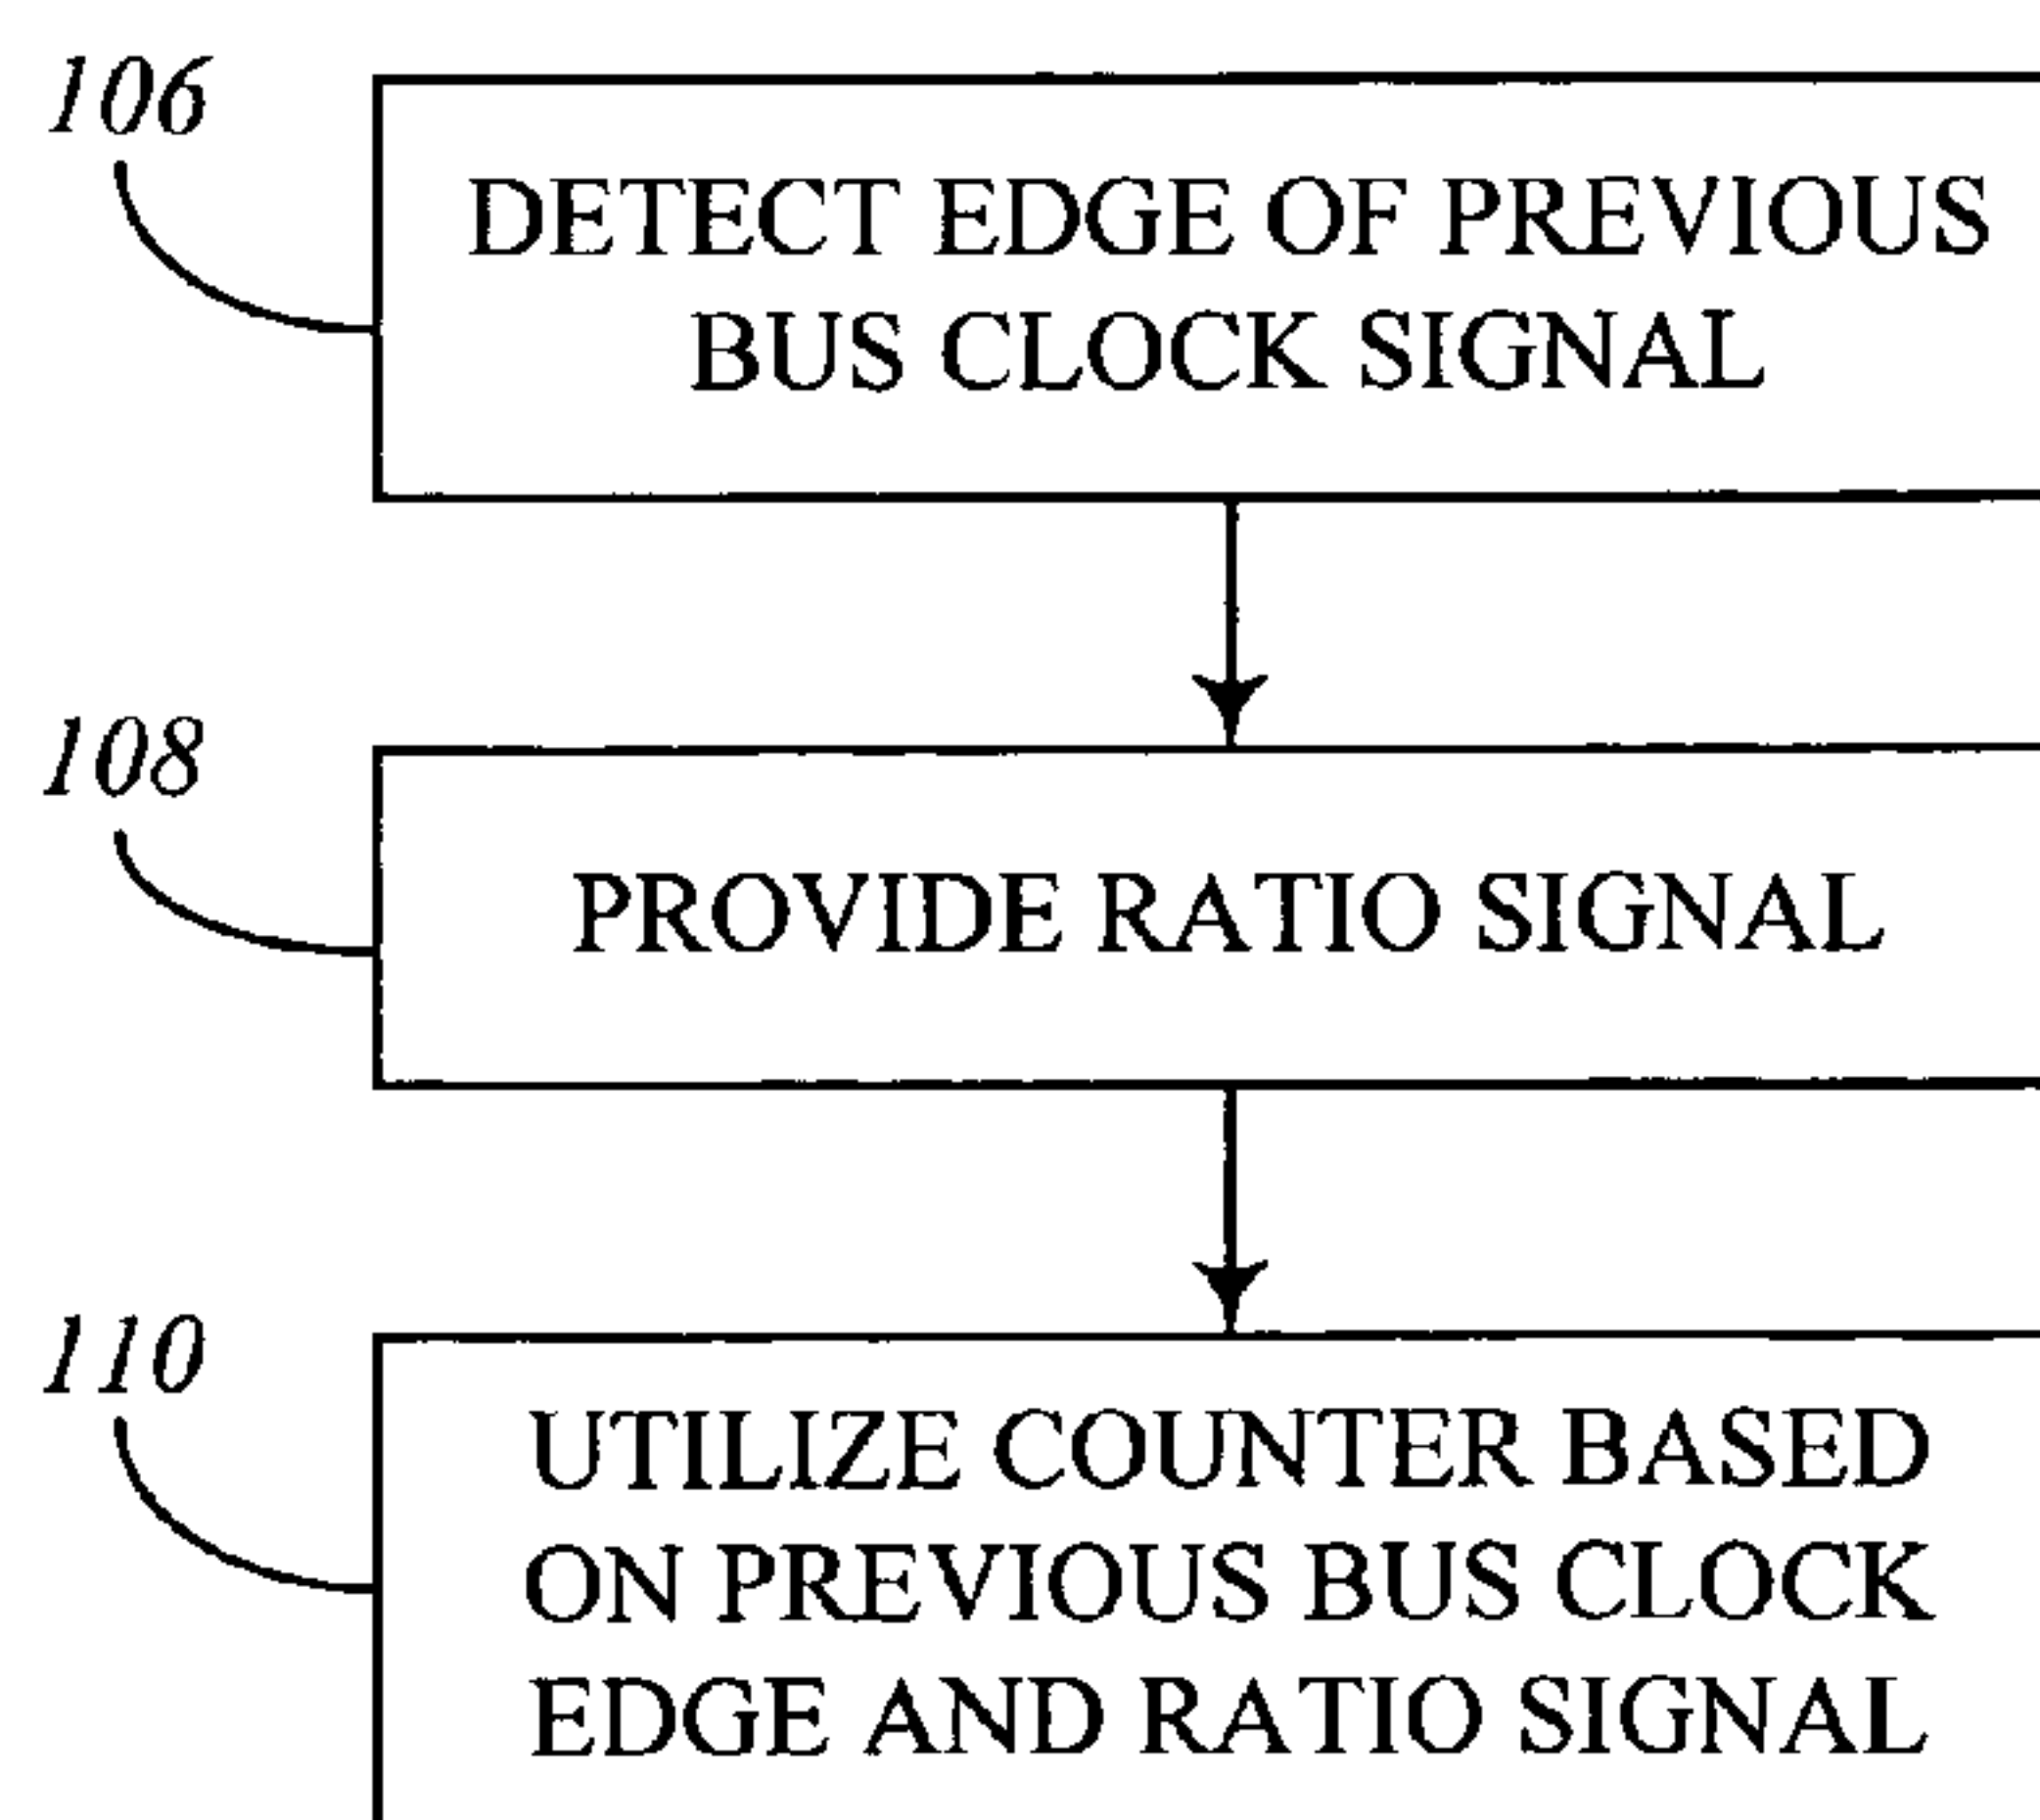 106
DETECT EDGE OF PREVIOUS
BUS CLOCK SIGNAL
108
PROVIDE RATIO SIGNAL
110
UTILIZE COUNTER BASED
ON PREVIOUS BUS CLOCK
EDGE AND RATIO SIGNAL